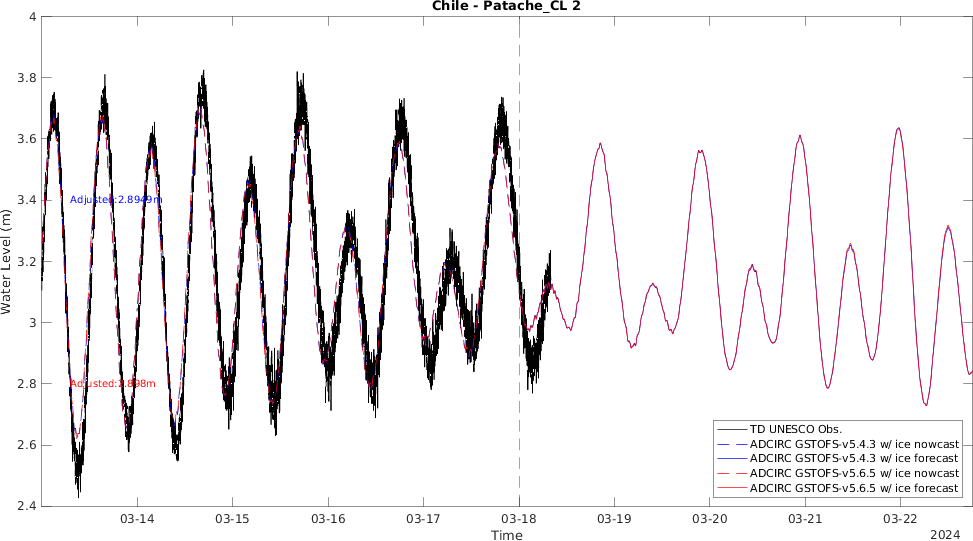 Chile - Patache_CL 2
4
3.8
3.6
3.4
3.2
3
2.8
2.6
2.4
Water Level (m)
Adjusted:2.8949m
Adjusted:2.898m
TD UNESCO Obs.
ADCIRC GSTOFS-v5.4.3 w/ ice nowcast
ADCIRC GSTOFS-v5.4.3 w/ ice forecast
ADCIRC GSTOFS-v5.6.5 w/ ice nowcast
ADCIRC GSTOFS-v5.6.5 w/ ice forecast
03-14 03-15 03-16 03-17 03-18 03-19 03-20 03-21 03-22
Time
2024